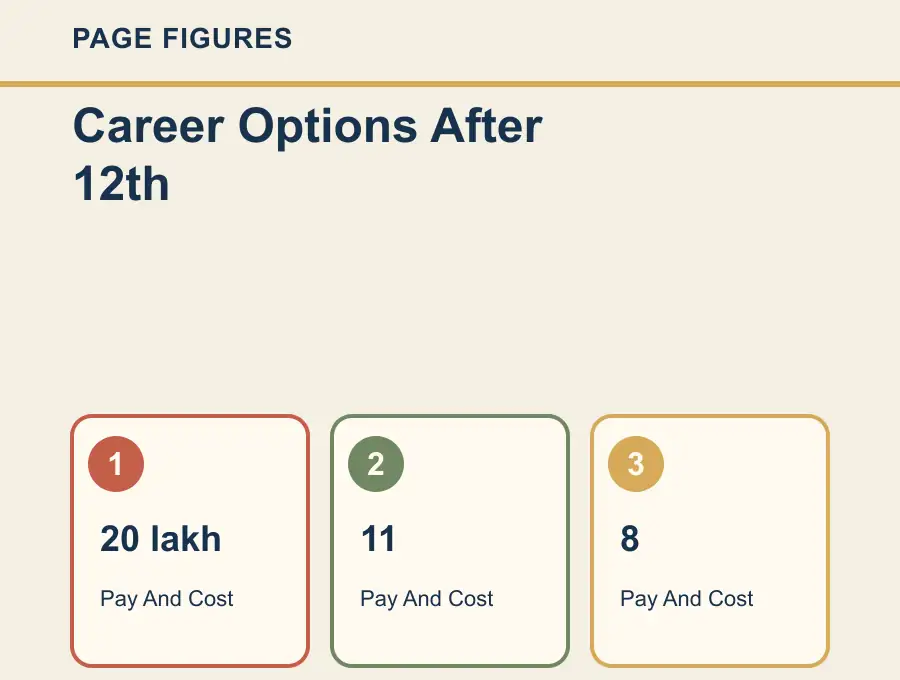 PAGE FIGURES
Career Options After
12th
1
20 lakh
Pay And Cost
2
11
Pay And Cost
3
8
Pay And Cost